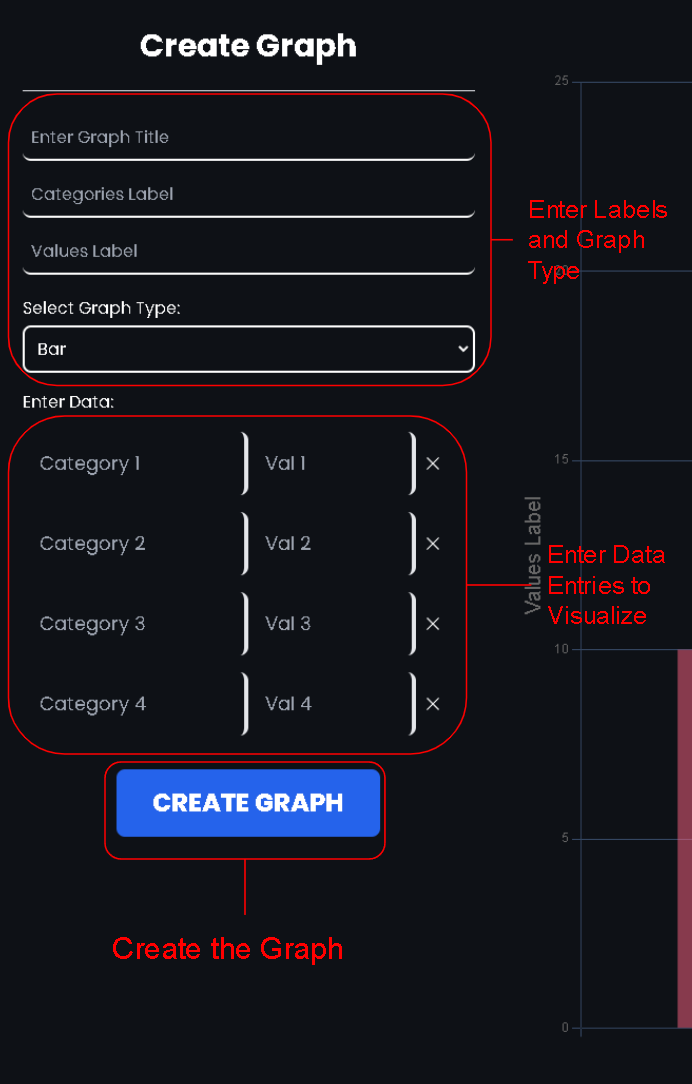 Create Graph
Enter Graph Title
Categories Label
Values Label
Select Graph Type:
Bar
Enter Data:
Category 1 Val 1 ×
Category 2 Val 2 ×
Category 3 Val 3 ×
Category 4 Val 4 ×
CREATE GRAPH
Create the Graph
Enter Labels
and Graph
Type
Enter Data
Entries to
Visualize
Values Label
25
20
15
10
5
0